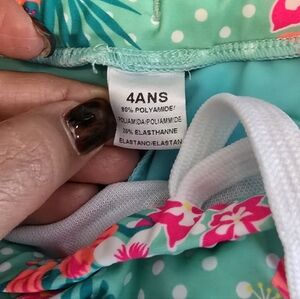 4ANS
80% POLYAMIDE/
POLIAMIDA/POLIAMMIDE
20% ELASTHANNE
ELASTANO/ELASTAN